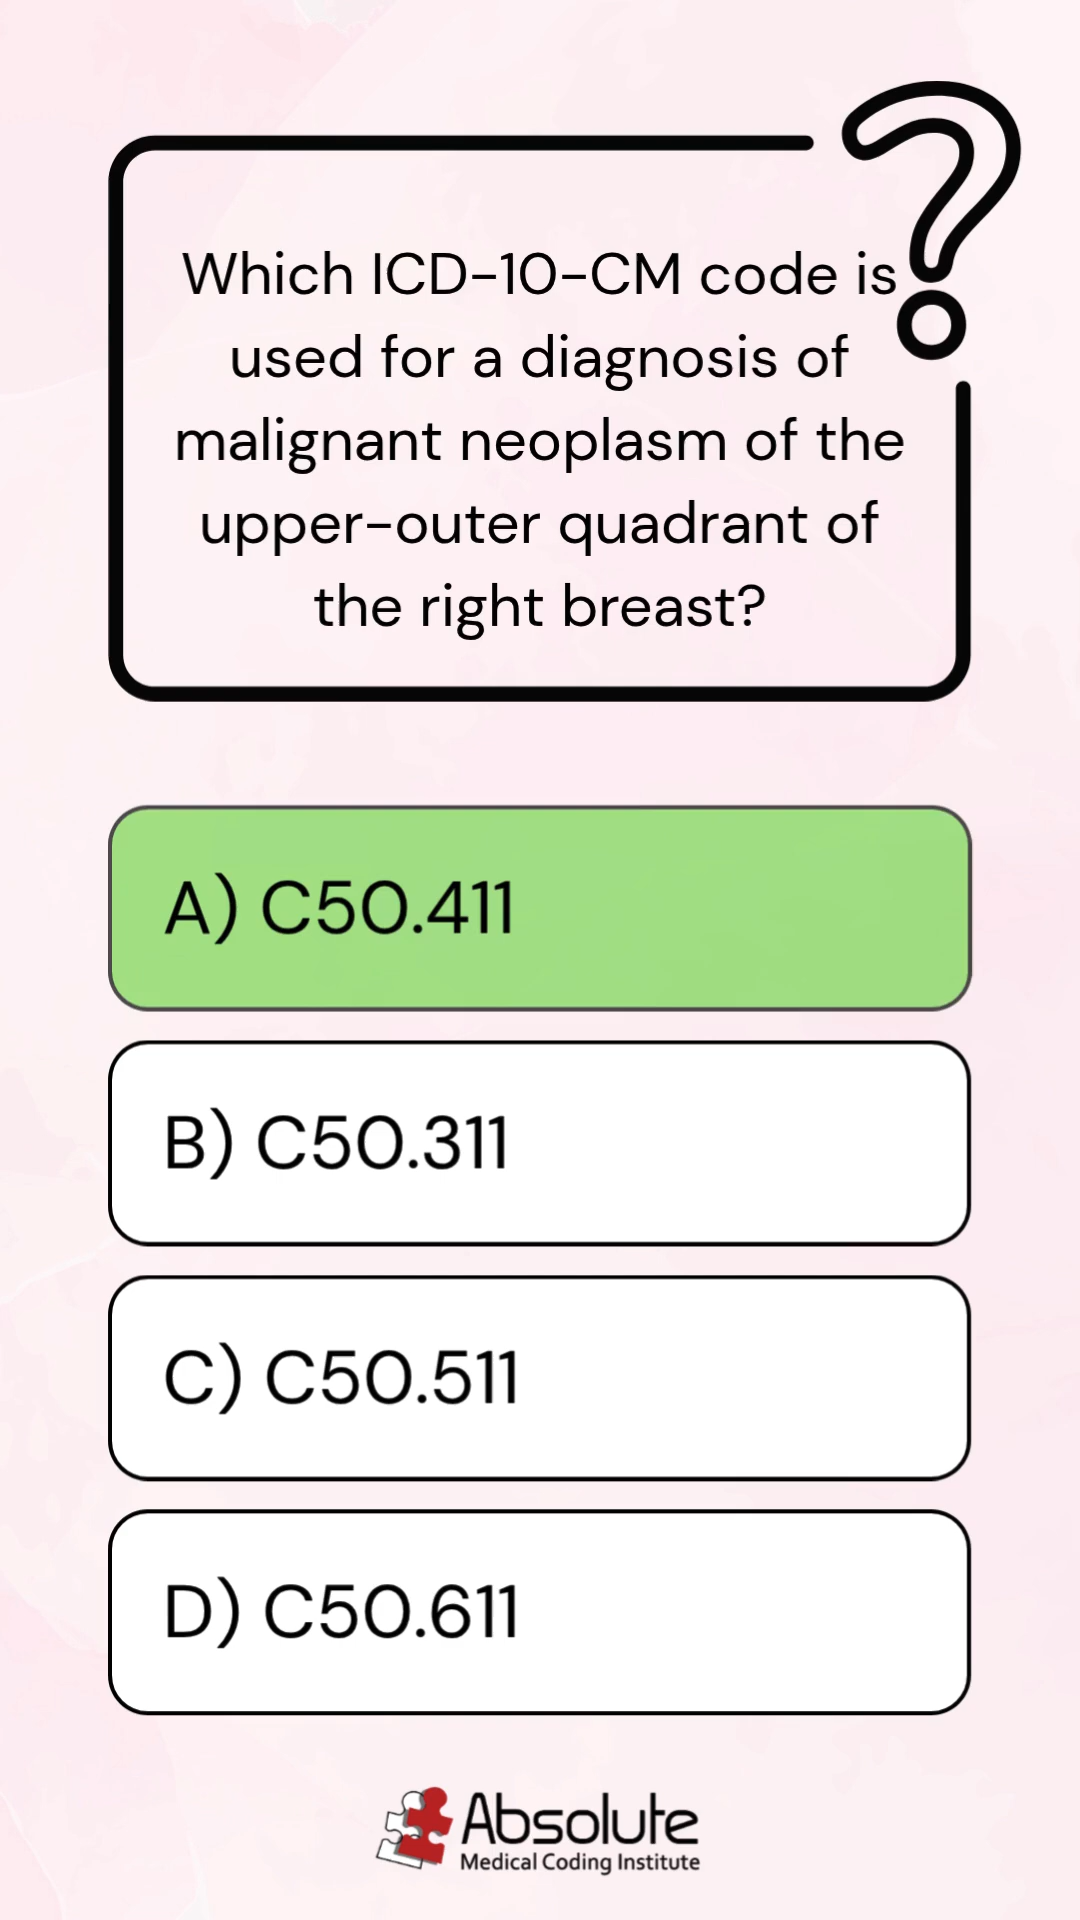 Which ICD-10-CM code is
used for a diagnosis of
malignant neoplasm of the
upper-outer quadrant of
the right breast?
A) C50.411
B) C50.311
C) C50.511
D) C50.611
Absolute
Medical Coding Institute